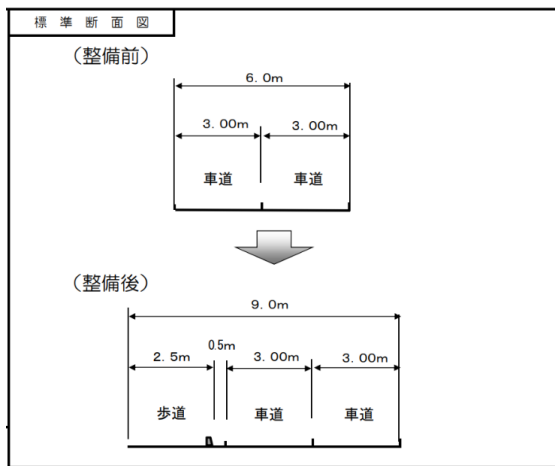 標準断面図
（整備前）
6.0m
3.00m 3.00m
車道 車道
（整備後）
9.0m
2.5m 0.5m 3.00m 3.00m
歩道 車道 車道